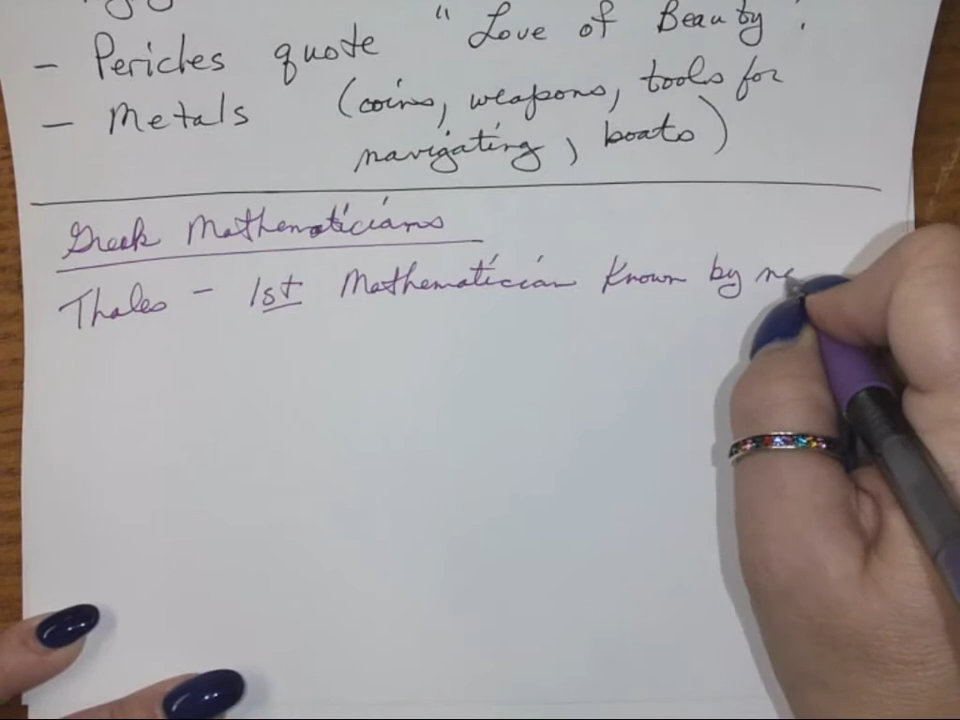 - Pericles quote "Love of Beauty".
- Metals (coins, weapons, tools for
navigating, boats)
Greek Mathematicians
Thales - 1st Mathematician known by